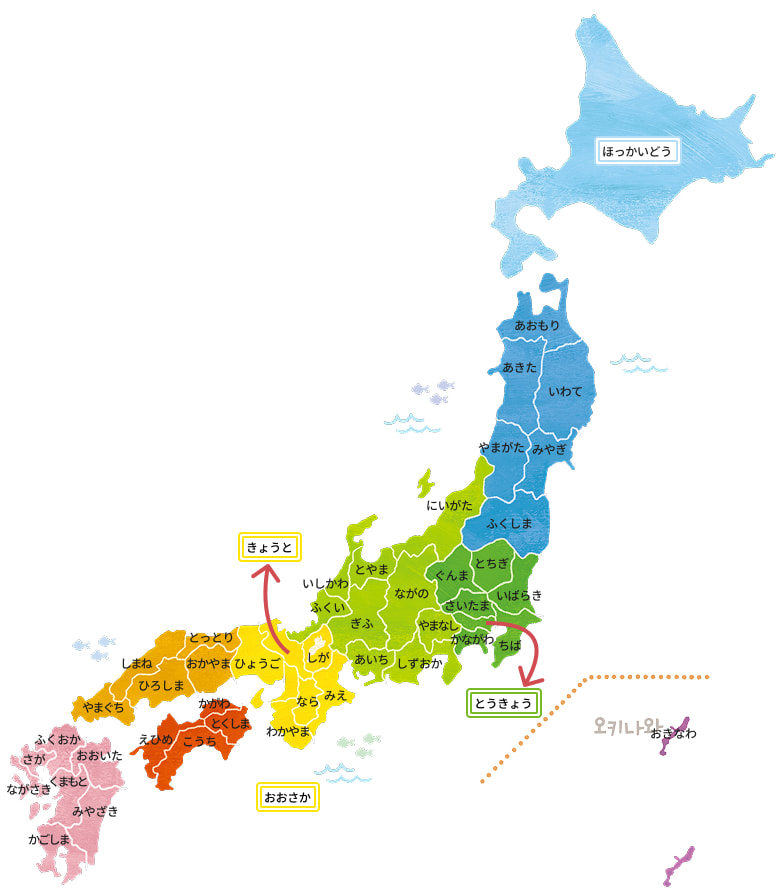 ほっかいどう
あおもり
あきた
いわて
やまがた
みやぎ
にいがた
ふくしま
きょうと
とちぎ
とやま
ぐんま
いしかわ
ながの
いばらき
ふくい
さいたま
ぎふ
やまなし
とっとり
かながわ
ちば
しまね
おかやま
ひょうご
しが
あいち
しずおか
ひろしま
みえ
やまぐち
かがわ
なら
とうきょう
とくしま
わかやま
오키나와
おきなわ
ふくおか
えひめ
こうち
さが
おおいた
くまもと
ながさき
おおさか
みやざき
かごしま